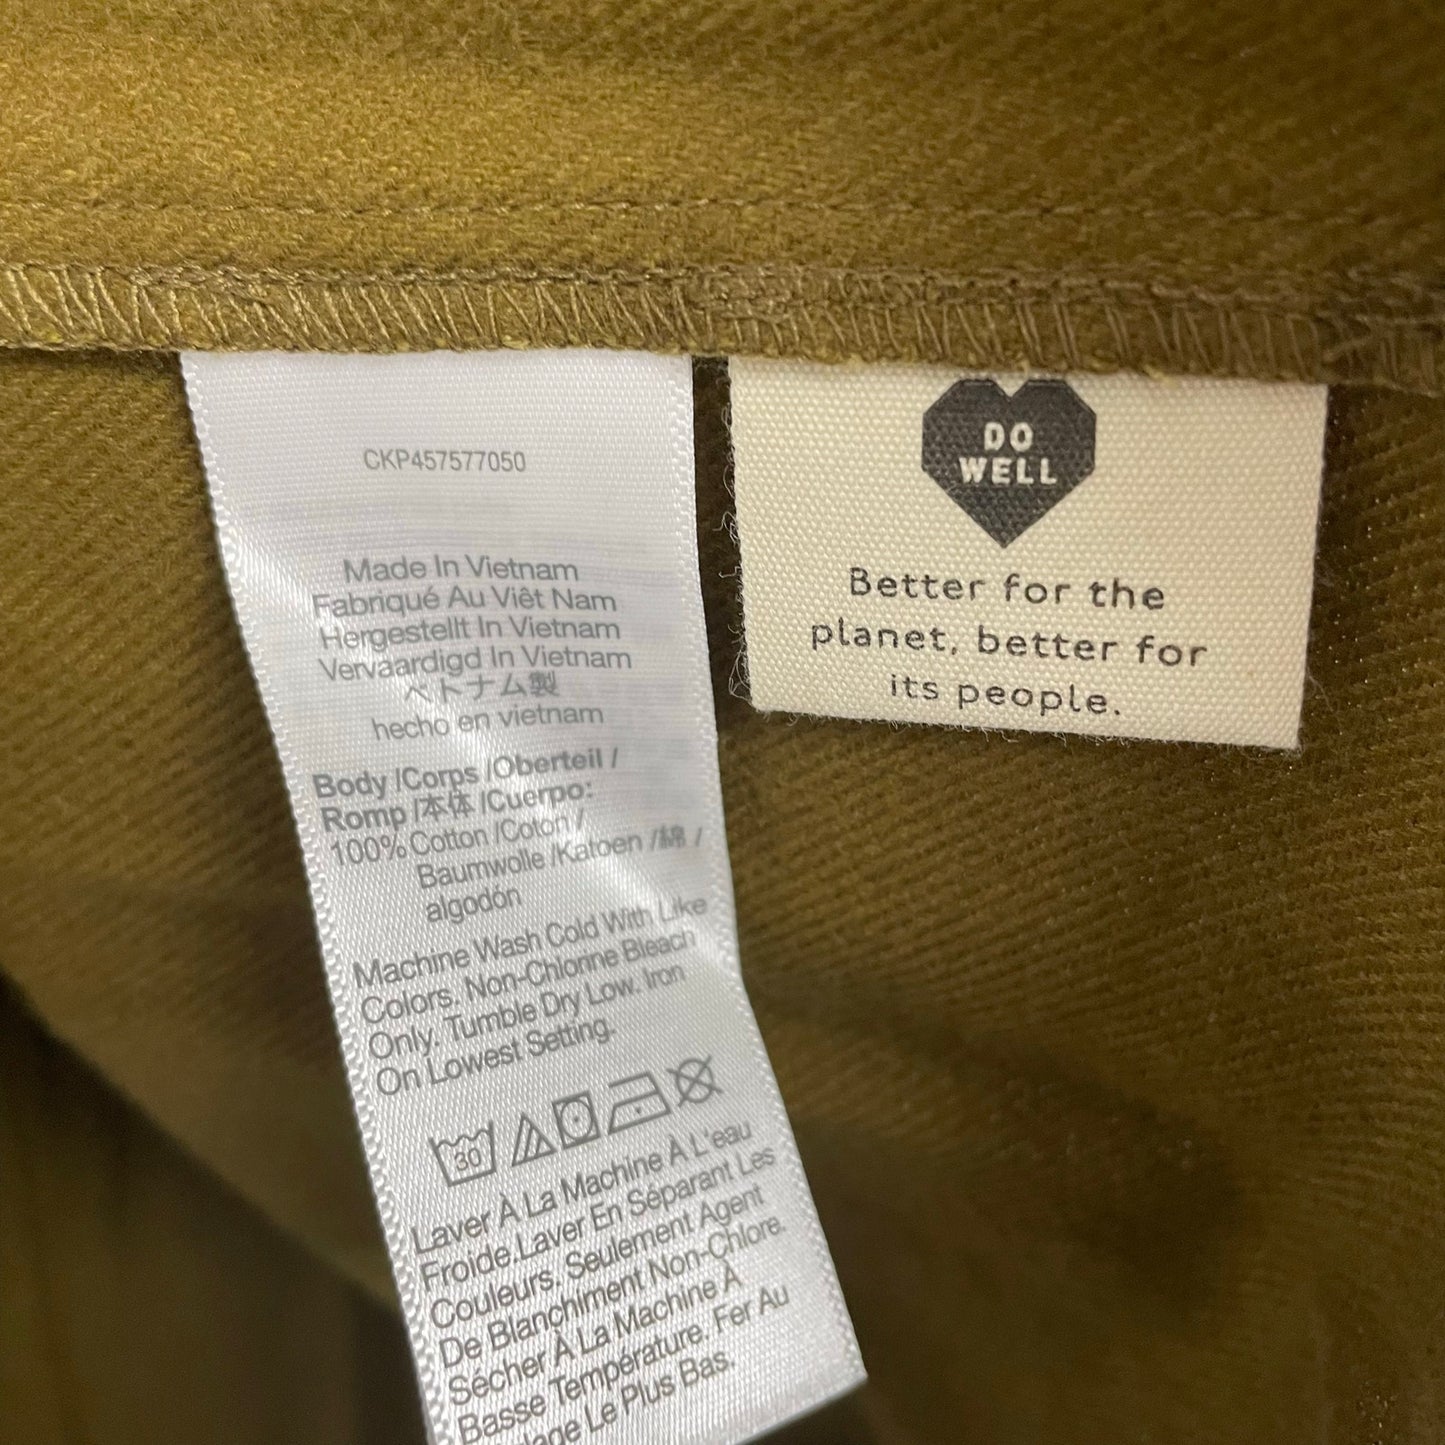 CKP457577050
Made In Vietnam
Fabriqué Au Viêt Nam
Hergestellt In Vietnam
Vervaardigd In Vietnam
ベトナム製
hecho en vietnam
Body /Corps /Oberteil /
Romp /本体 /Cuerpo:
100% Cotton /Coton /
Baumwolle /Katoen /綿 /
algodón
Machine Wash Cold With Like
Colors. Non-Chlorine Bleach
Only. Tumble Dry Low. Iron
On Lowest Setting.
30
Laver À La Machine À L'eau
Froide.Laver En Séparant Les
Couleurs. Seulement Agent
De Blanchiment Non-Chlore.
Sécher À La Machine À
Basse Température. Fer Au
Le Plus Bas.
DO
WELL
Better for the
planet, better for
its people.